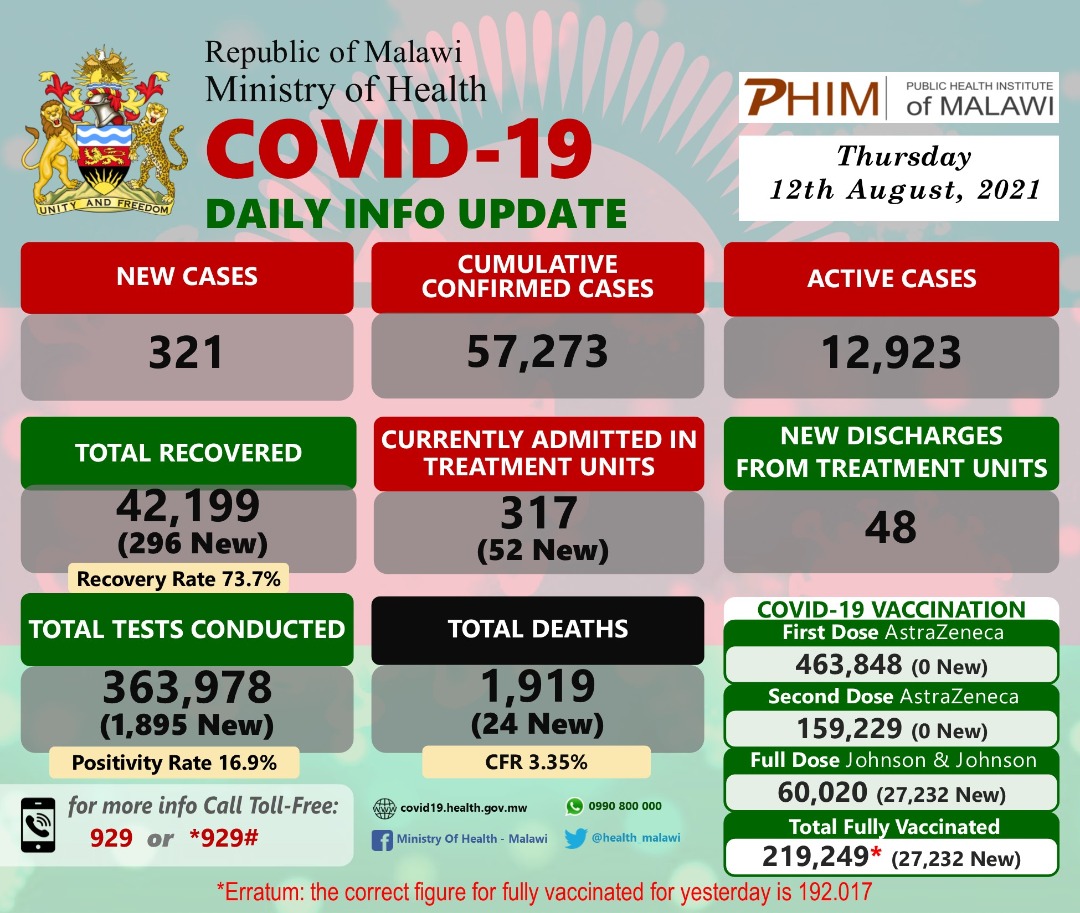 Republic of Malawi
Ministry of Health
COVID-19
DAILY INFO UPDATE
UNITY AND FREEDOM
PHIM
PUBLIC HEALTH INSTITUTE
of MALAWI
Thursday
12th August, 2021
NEW CASES
321
CUMULATIVE
CONFIRMED CASES
57,273
ACTIVE CASES
12,923
TOTAL RECOVERED
42,199
(296 New)
Recovery Rate 73.7%
CURRENTLY ADMITTED IN
TREATMENT UNITS
317
(52 New)
NEW DISCHARGES
FROM TREATMENT UNITS
48
TOTAL TESTS CONDUCTED
363,978
(1,895 New)
Positivity Rate 16.9%
TOTAL DEATHS
1,919
(24 New)
CFR 3.35%
COVID-19 VACCINATION
First Dose AstraZeneca
463,848 (0 New)
Second Dose AstraZeneca
159,229 (0 New)
Full Dose Johnson & Johnson
60,020 (27,232 New)
Total Fully Vaccinated
219,249* (27,232 New)
for more info Call Toll-Free:
929 or *929#
covid19.health.gov.mw
0990 800 000
Ministry Of Health - Malawi
@health_malawi
*Erratum: the correct figure for fully vaccinated for yesterday is 192.017